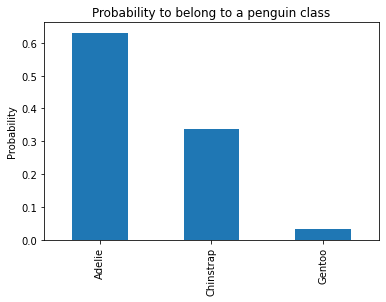 Probability to belong to a penguin class
0.6
0.5
0.4
0.3
0.2
0.1
0.0
Probability
Adelie
Chinstrap
Gentoo